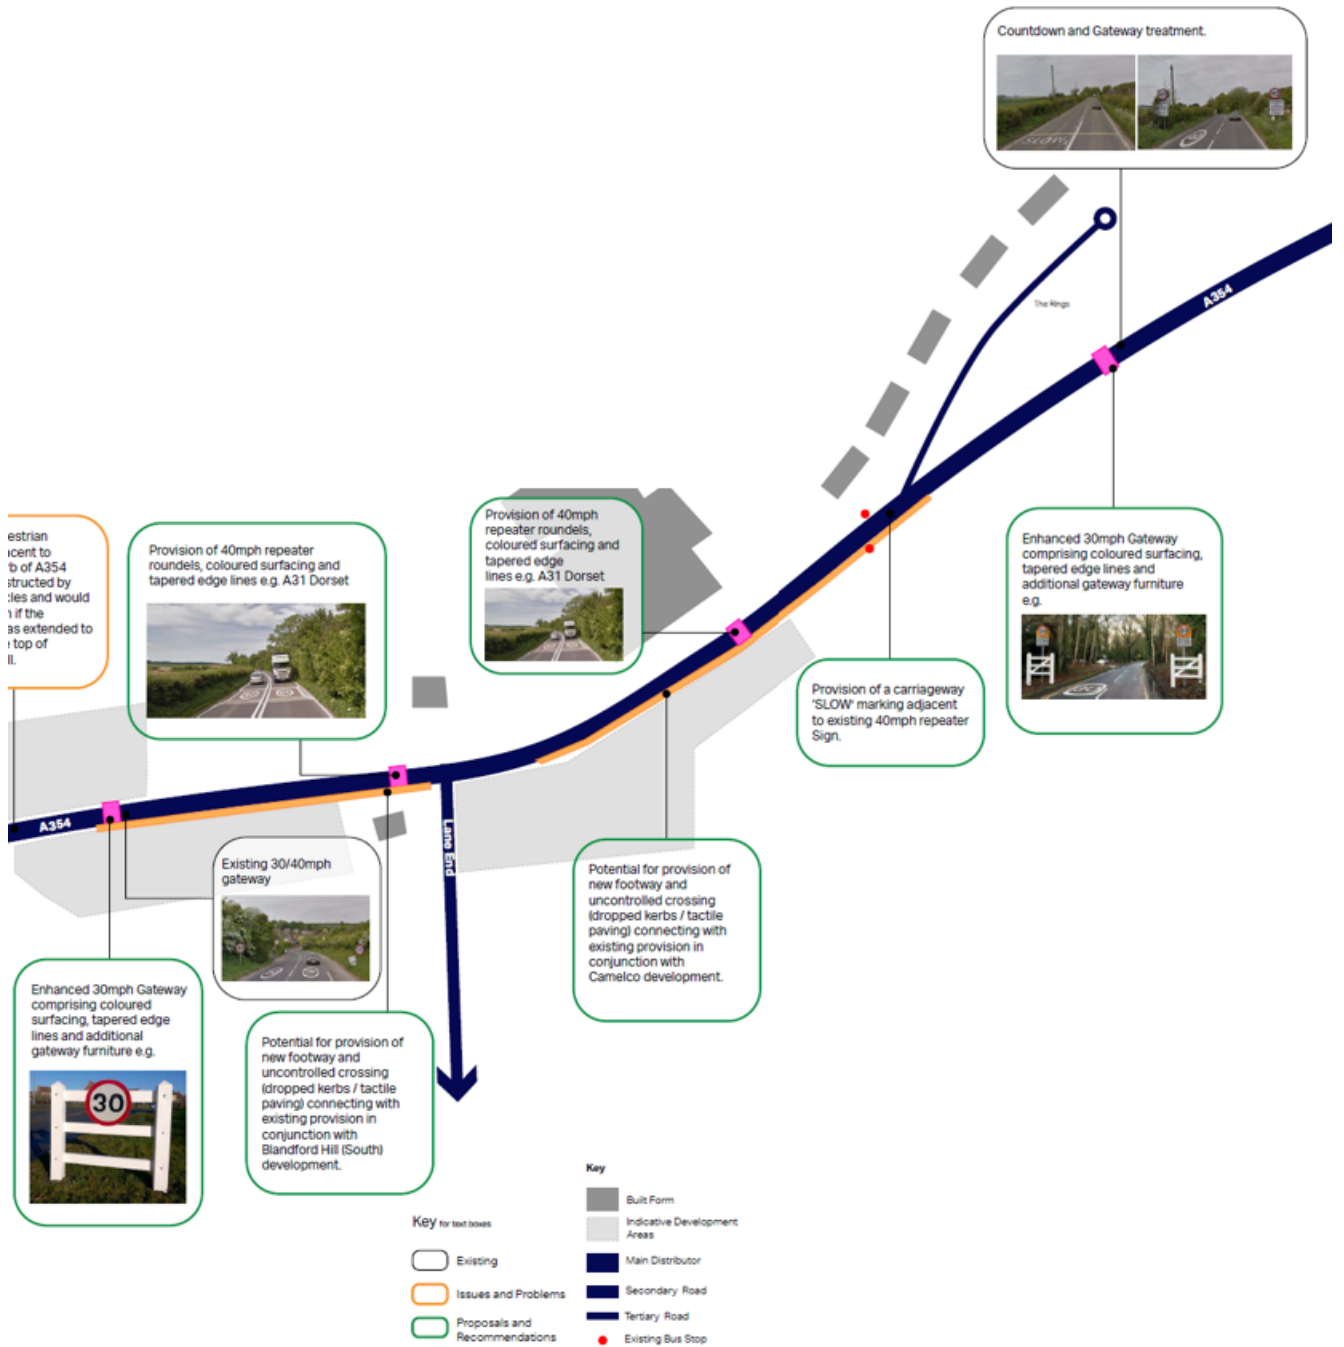 Countdown and Gateway treatment.
The Rings
A354
estrian
acent to
rb of A354
structed by
cles and would
n if the
as extended to
e top of
ll.
Provision of 40mph repeater
roundels, coloured surfacing and
tapered edge lines e.g. A31 Dorset
Provision of 40mph
repeater roundels,
coloured surfacing and
tapered edge
lines e.g. A31 Dorset
Enhanced 30mph Gateway
comprising coloured surfacing,
tapered edge lines and
additional gateway furniture
e.g.
Provision of a carriageway
'SLOW' marking adjacent
to existing 40mph repeater
Sign.
A354
Lane End
Existing 30/40mph
gateway
Potential for provision of
new footway and
uncontrolled crossing
(dropped kerbs / tactile
paving) connecting with
existing provision in
conjunction with
Camelco development.
Enhanced 30mph Gateway
comprising coloured
surfacing, tapered edge
lines and additional
gateway furniture e.g.
30
Potential for provision of
new footway and
uncontrolled crossing
(dropped kerbs / tactile
paving) connecting with
existing provision in
conjunction with
Blandford Hill (South)
development.
Key for text boxes
Existing
Issues and Problems
Proposals and
Recommendations
Key
Built Form
Indicative Development
Areas
Main Distributor
Secondary Road
Tertiary Road
Existing Bus Stop